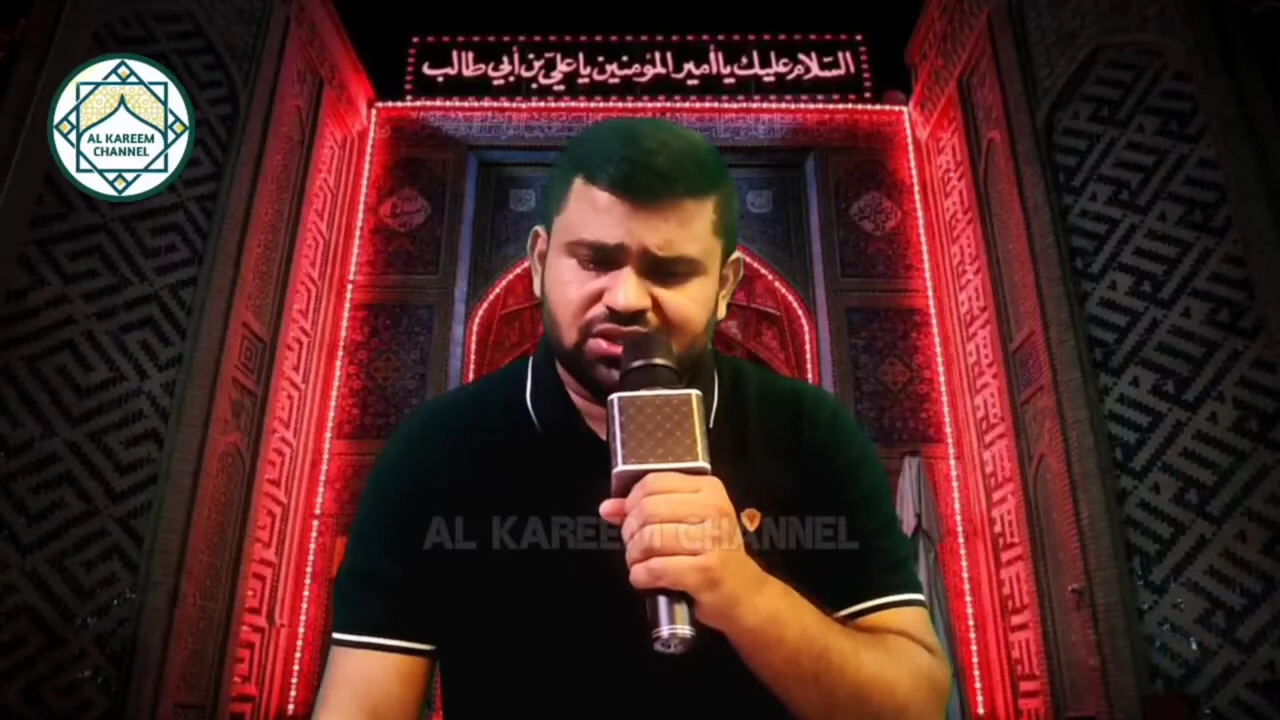 السلام عليك يا أمير المؤمنين يا علي بن أبي طالب
AL KAREEM
CHANNEL
AL KAREEM CHANNEL